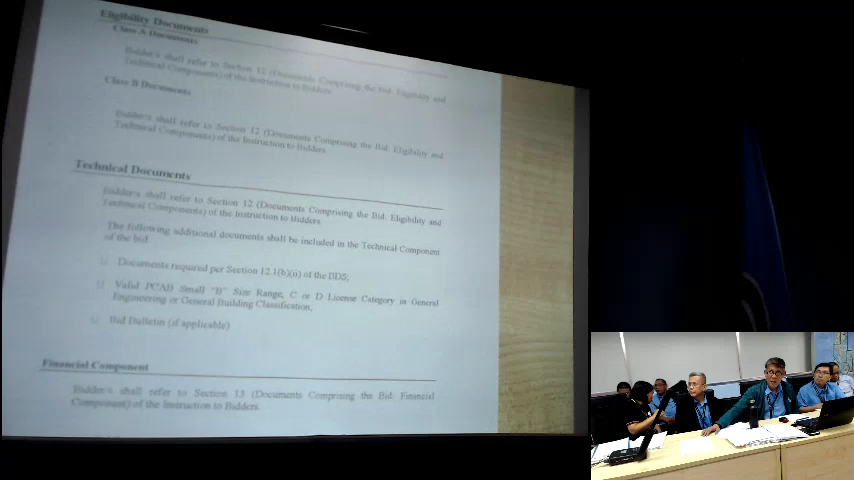 Eligibility Documents
Class A Documents
Bidder's shall refer to Section 12 (Documents Comprising the Bid: Eligibility and
Technical Components) of the Instruction to Bidders.
Class B Documents
Bidder's shall refer to Section 12 (Documents Comprising the Bid: Eligibility and
Technical Components) of the Instruction to Bidders.
Technical Documents
Bidder's shall refer to Section 12 (Documents Comprising the Bid: Eligibility and
Technical Components) of the Instruction to Bidders.
The following additional documents shall be included in the Technical Component
of the bid:
Documents required per Section 12.1(b)(ii) of the BDS;
Valid PCAB Small "B" Size Range, C or D License Category in General
Engineering or General Building Classification;
Bid Bulletin (if applicable)
Financial Component
Bidder's shall refer to Section 13 (Documents Comprising the Bid: Financial
Component) of the Instruction to Bidders.